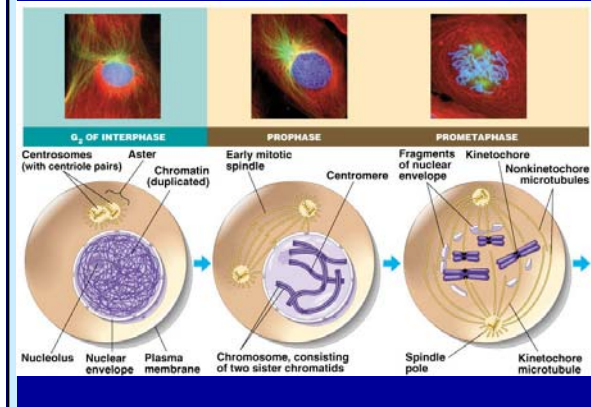 G₂ OF INTERPHASE
PROPHASE
PROMETAPHASE
Centrosomes
(with centriole pairs)
Aster
Chromatin
(duplicated)
Nucleolus
Nuclear
envelope
Plasma
membrane
Early mitotic
spindle
Centromere
Chromosome, consisting
of two sister chromatids
Fragments
of nuclear
envelope
Kinetochore
Nonkinetochore
microtubules
Spindle
pole
Kinetochore
microtubule